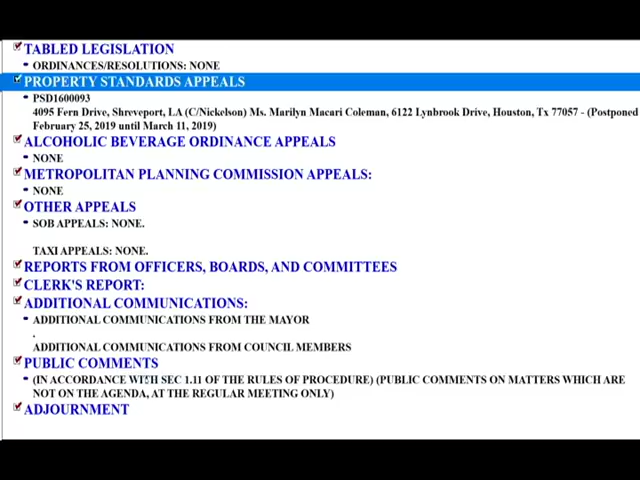 TABLED LEGISLATION
ORDINANCES/RESOLUTIONS: NONE
PROPERTY STANDARDS APPEALS
PSD1600093
4095 Fern Drive, Shreveport, LA (C/Nickelson) Ms. Marilyn Macari Coleman, 6122 Lynbrook Drive, Houston, Tx 77057 - (Postponed
February 25, 2019 until March 11, 2019)
ALCOHOLIC BEVERAGE ORDINANCE APPEALS
NONE
METROPOLITAN PLANNING COMMISSION APPEALS:
NONE
OTHER APPEALS
SOB APPEALS: NONE.
TAXI APPEALS: NONE.
REPORTS FROM OFFICERS, BOARDS, AND COMMITTEES
CLERK'S REPORT:
ADDITIONAL COMMUNICATIONS:
ADDITIONAL COMMUNICATIONS FROM THE MAYOR
.
ADDITIONAL COMMUNICATIONS FROM COUNCIL MEMBERS
PUBLIC COMMENTS
(IN ACCORDANCE WITH SEC 1.11 OF THE RULES OF PROCEDURE) (PUBLIC COMMENTS ON MATTERS WHICH ARE
NOT ON THE AGENDA, AT THE REGULAR MEETING ONLY)
ADJOURNMENT